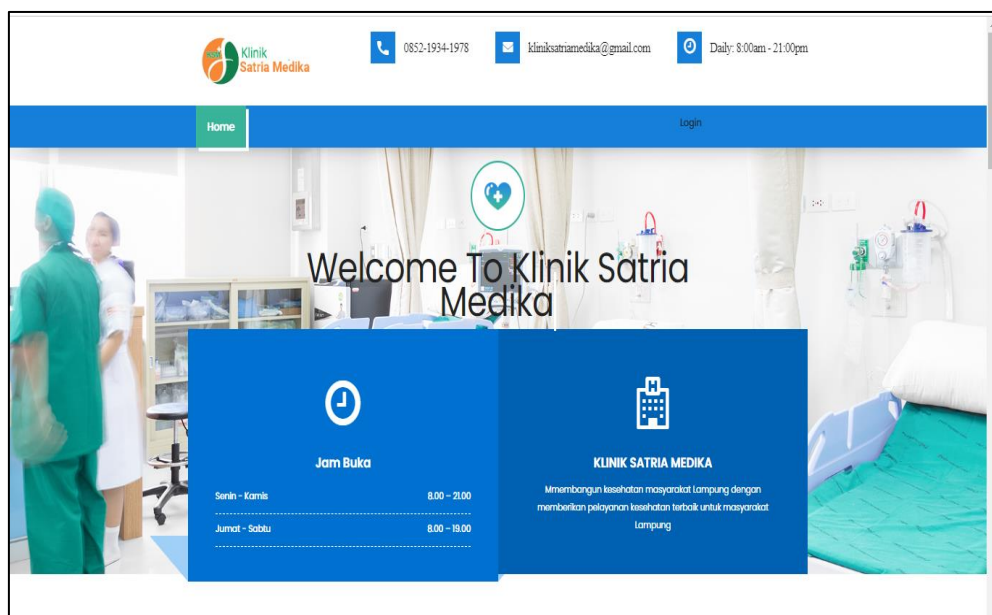 Klinik
Satria Medika
0852-1934-1978
kliniksatriamedika@gmail.com
Daily: 8:00am - 21:00pm
Home
Login
Welcome To Klinik Satria
Medika
Jam Buka
Senin - Kamis 8.00 – 21.00
Jumat - Sabtu 8.00 – 19.00
H
KLINIK SATRIA MEDIKA
Mmembangun kesehatan masyarakat Lampung dengan
memberikan pelayanan kesehatan terbaik untuk masyarakat
Lampung